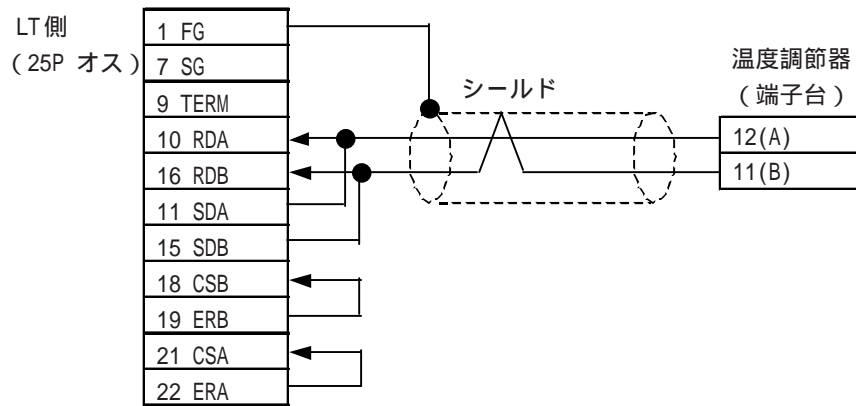 LT側
（25P オス）
1 FG
7 SG
9 TERM
10 RDA
16 RDB
11 SDA
15 SDB
18 CSB
19 ERB
21 CSA
22 ERA
シールド
温度調節器
（端子台）
12(A)
11(B)